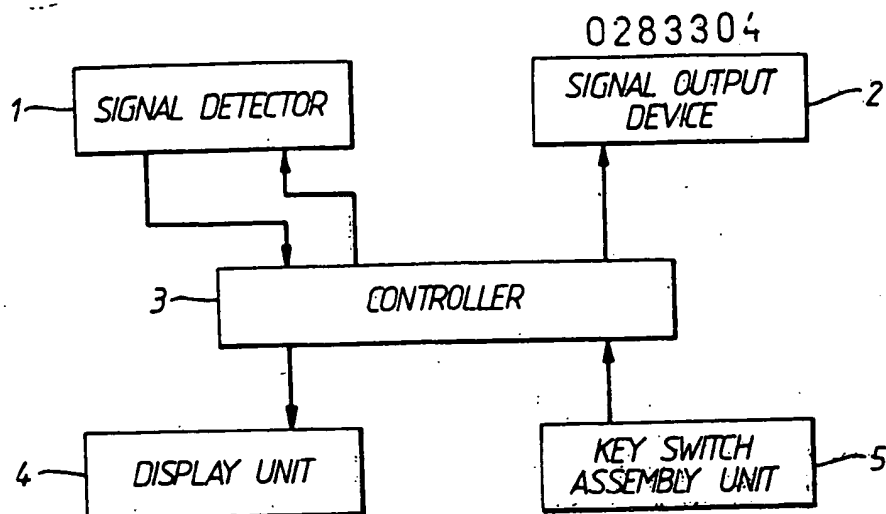 0283304
1 SIGNAL DETECTOR
SIGNAL OUTPUT
DEVICE 2
3 CONTROLLER
4 DISPLAY UNIT
KEY SWITCH
ASSEMBLY UNIT 5